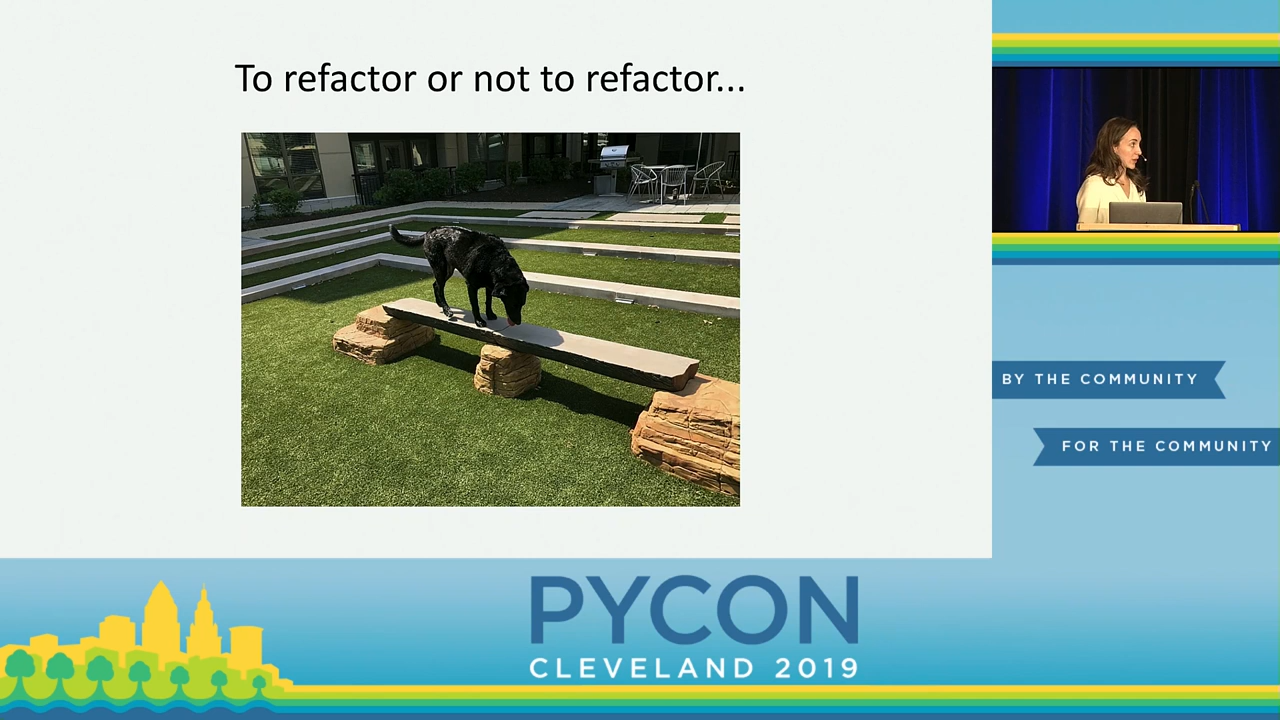 To refactor or not to refactor...
BY THE COMMUNITY
FOR THE COMMUNITY
PYCON
CLEVELAND 2019